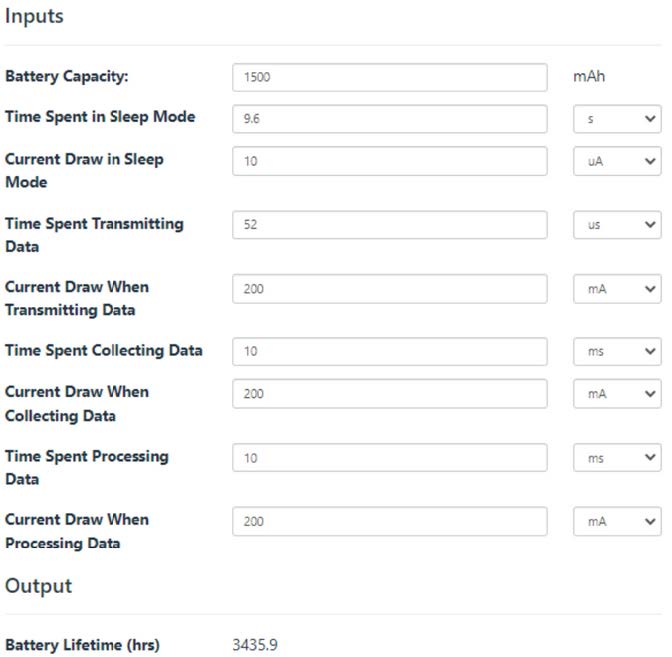 Inputs
Battery Capacity: 1500 mAh
Time Spent in Sleep Mode 9.6 s
Current Draw in Sleep Mode 10 uA
Time Spent Transmitting Data 52 us
Current Draw When Transmitting Data 200 mA
Time Spent Collecting Data 10 ms
Current Draw When Collecting Data 200 mA
Time Spent Processing Data 10 ms
Current Draw When Processing Data 200 mA
Output
Battery Lifetime (hrs) 3435.9